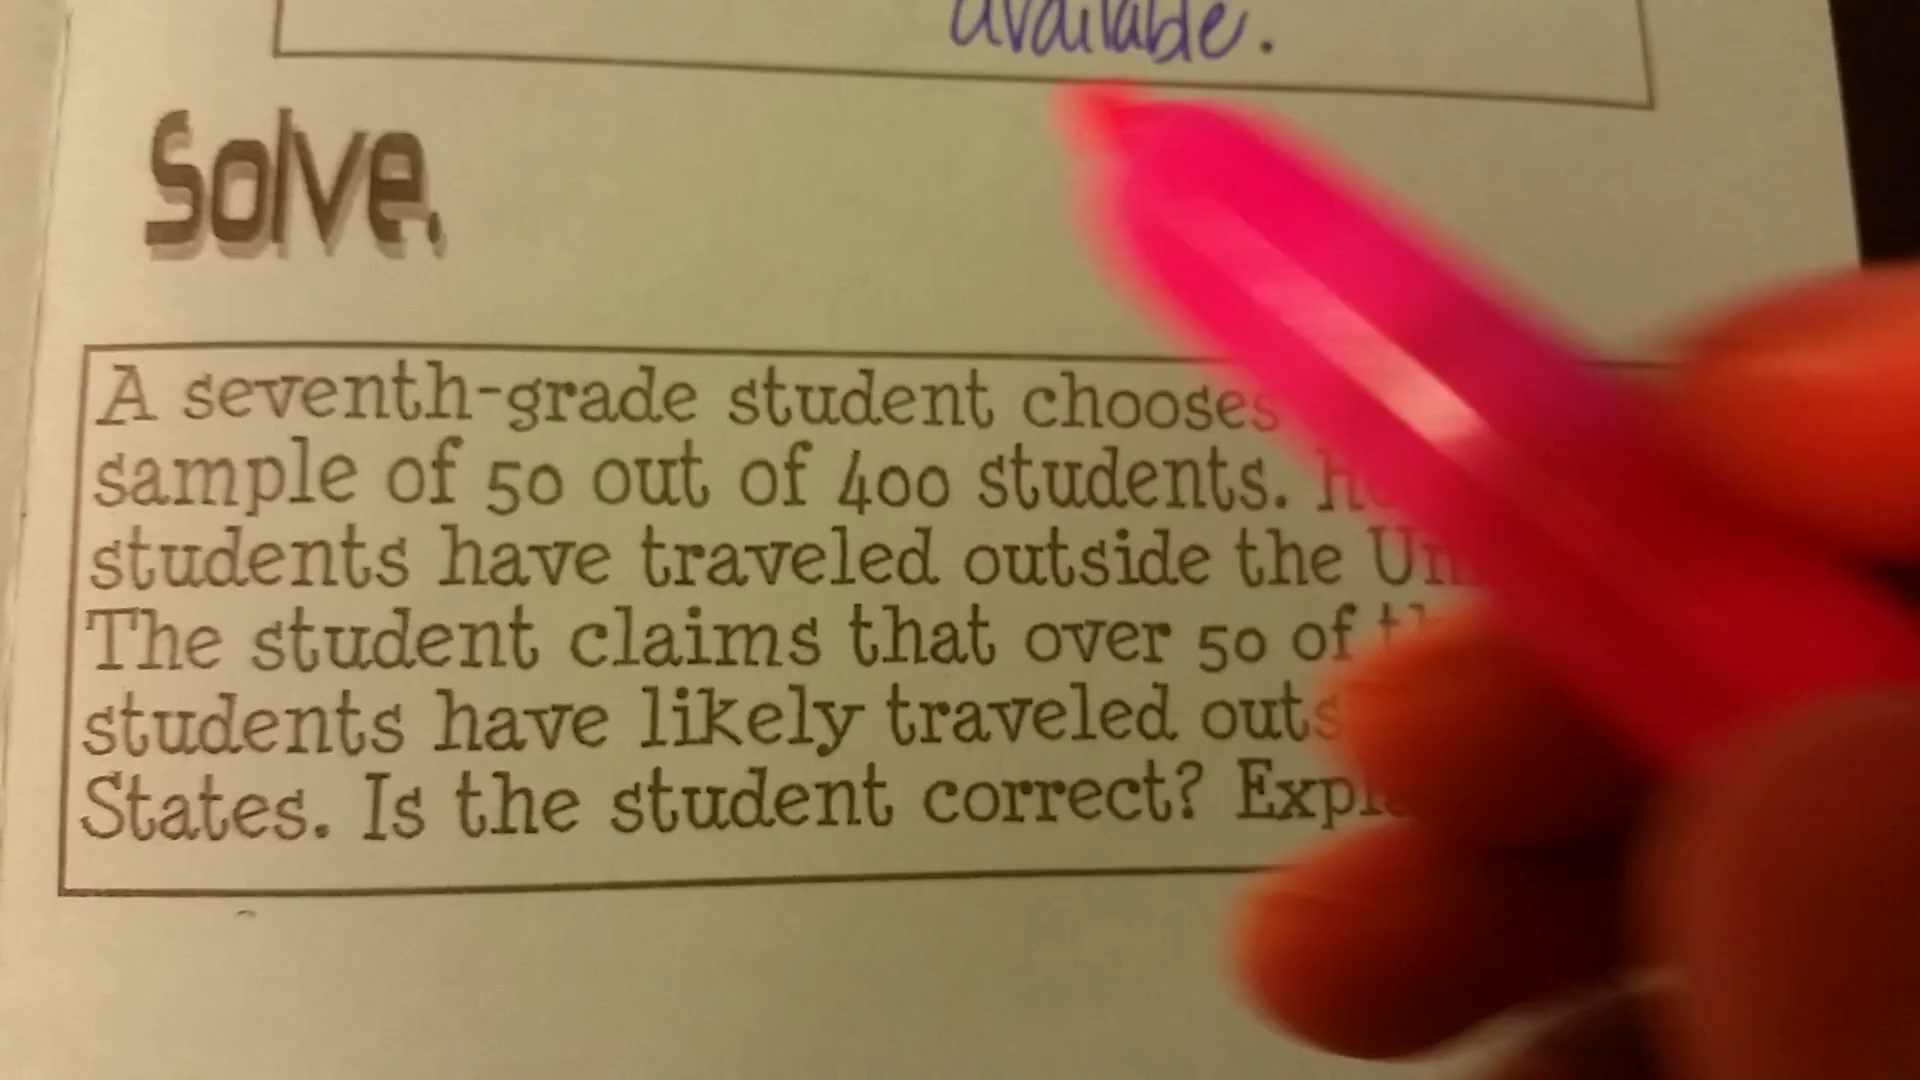 available.
Solve.
A seventh-grade student chooses
sample of 50 out of 400 students.
students have traveled outside the
The student claims that over 50 of
students have likely traveled
States. Is the student correct?